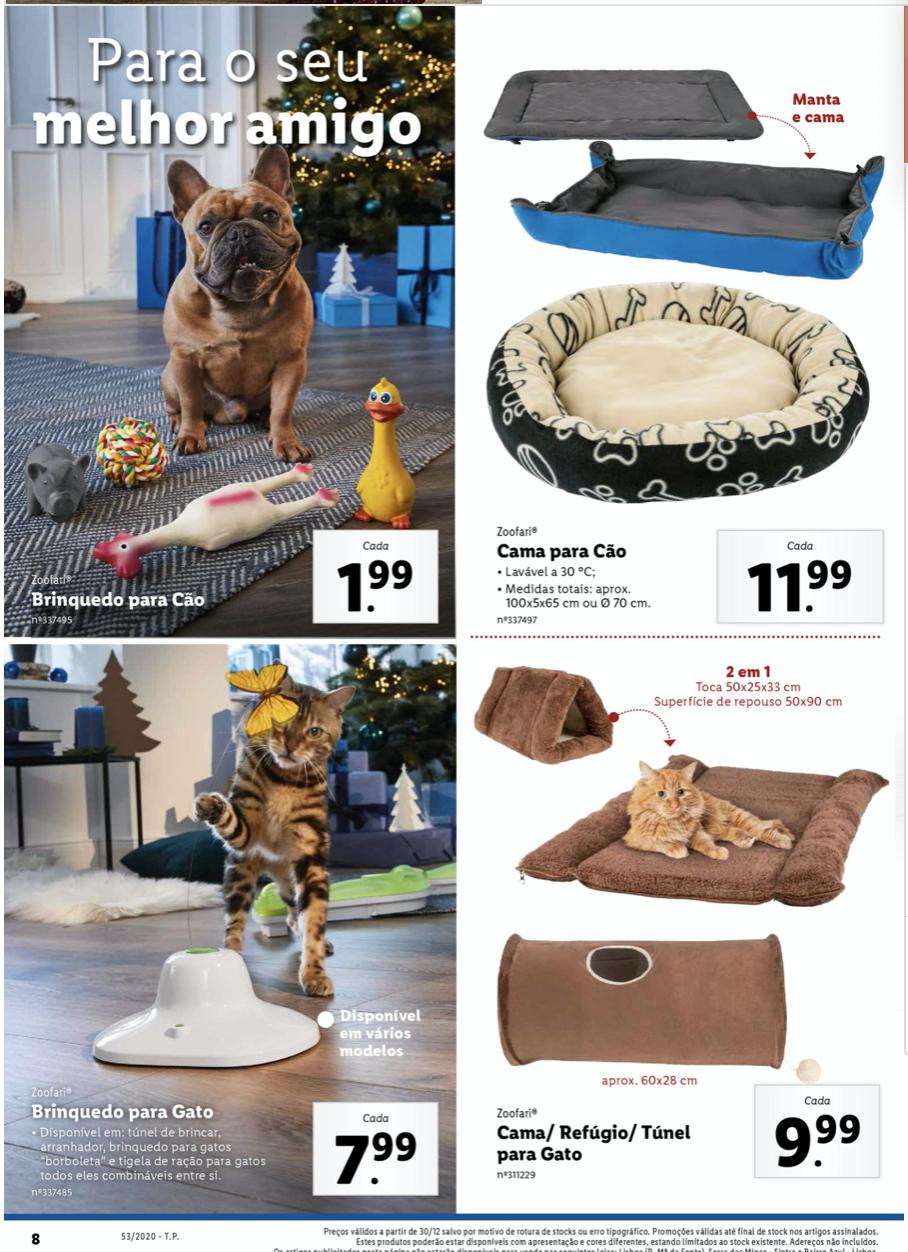 Para o seu
melhor amigo
Zoofari®
Brinquedo para Cão
nº337495
Cada
1.99
Manta
e cama
Zoofari®
Cama para Cão
• Lavável a 30 °C;
• Medidas totais: aprox.
100x5x65 cm ou Ø 70 cm.
nº337497
Cada
11.99
Disponível
em vários
modelos
Zoofari®
Brinquedo para Gato
• Disponível em: túnel de brincar,
arranhador, brinquedo para gatos
"borboleta" e tigela de ração para gatos
todos eles combináveis entre si.
nº337485
Cada
7.99
2 em 1
Toca 50x25x33 cm
Superfície de repouso 50x90 cm
aprox. 60x28 cm
Zoofari®
Cama/ Refúgio/ Túnel
para Gato
nº311229
Cada
9.99
8
53/2020 - T.P.
Preços válidos a partir de 30/12 salvo por motivo de rotura de stocks ou erro tipográfico. Promoções válidas até final de stock nos artigos assinalados.
Estes produtos poderão estar disponíveis com apresentação e cores diferentes, estando limitados ao stock existente. Adereços não incluídos.